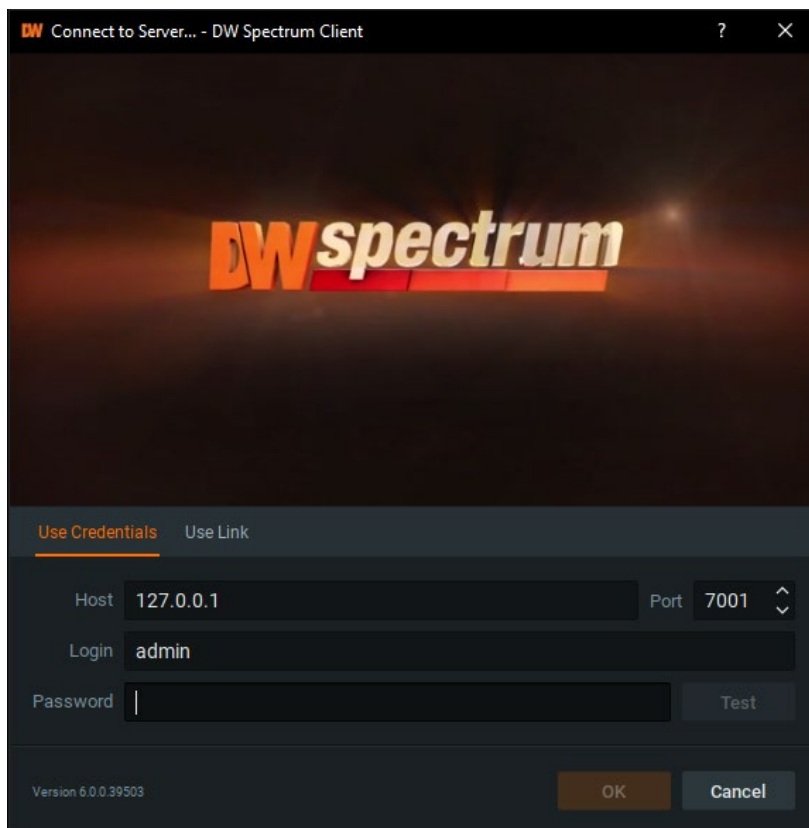 DW Connect to Server... - DW Spectrum Client ? ×
DW spectrum
Use Credentials Use Link
Host 127.0.0.1 Port 7001
Login admin
Password Test
Version 6.0.0.39503 OK Cancel